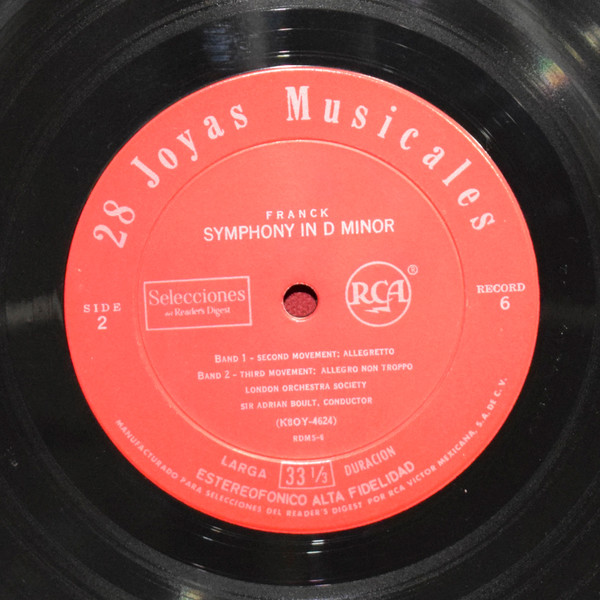 28 Joyas Musicales
FRANCK
SYMPHONY IN D MINOR
SIDE
2
Selecciones
del Reader's Digest
RCA®
RECORD
6
BAND 1 - SECOND MOVEMENT; ALLEGRETTO
BAND 2 - THIRD MOVEMENT; ALLEGRO NON TROPPO
LONDON ORCHESTRA SOCIETY
SIR ADRIAN BOULT, CONDUCTOR
(K8OY-4624)
RDMS-6
LARGA 33 1/3 DURACION
ESTEREOFONICO ALTA FIDELIDAD
MANUFACTURADO PARA SELECCIONES DEL READER'S DIGEST POR RCA VICTOR MEXICANA, S.A. DE C. V.